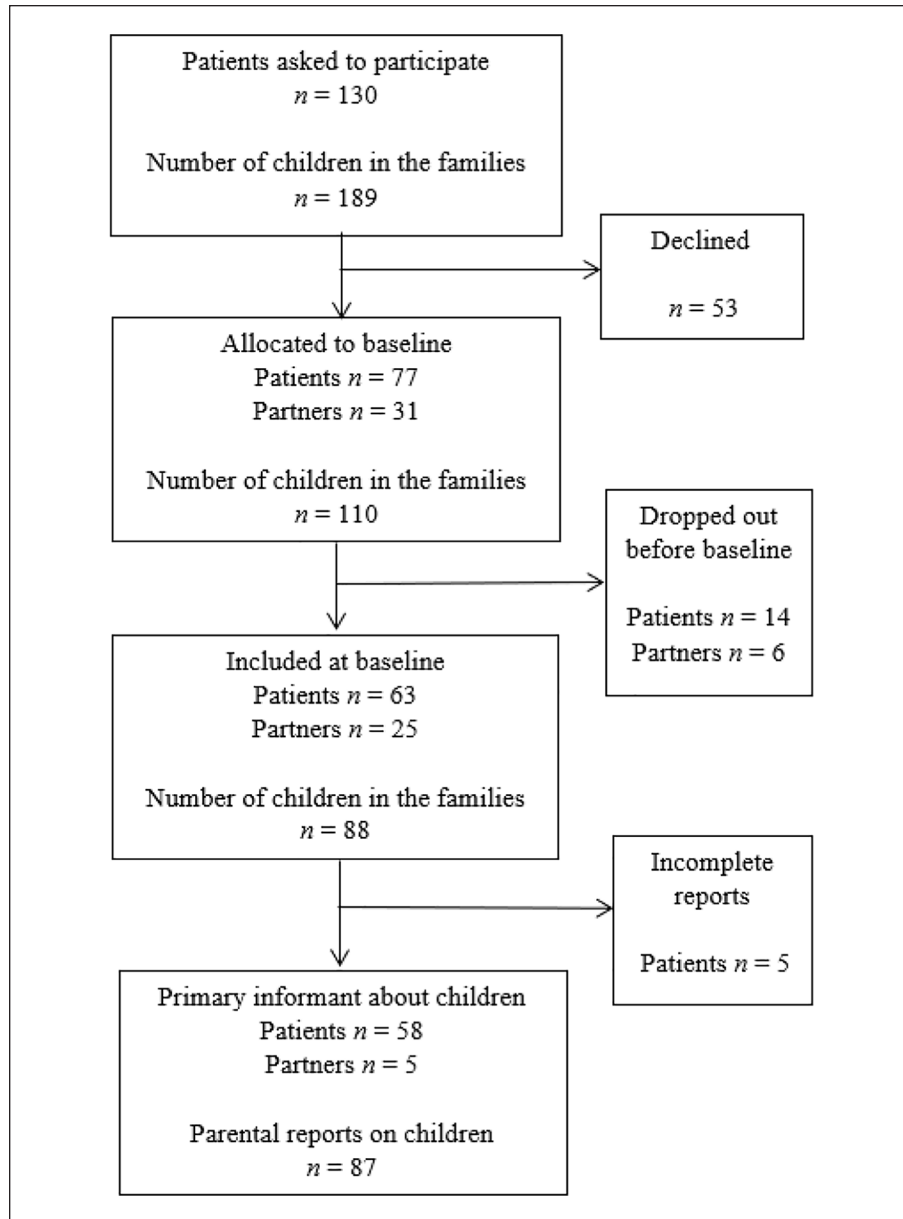 Patients asked to participate
n = 130
Number of children in the families
n = 189
Declined
n = 53
Allocated to baseline
Patients n = 77
Partners n = 31
Number of children in the families
n = 110
Dropped out
before baseline
Patients n = 14
Partners n = 6
Included at baseline
Patients n = 63
Partners n = 25
Number of children in the families
n = 88
Incomplete
reports
Patients n = 5
Primary informant about children
Patients n = 58
Partners n = 5
Parental reports on children
n = 87